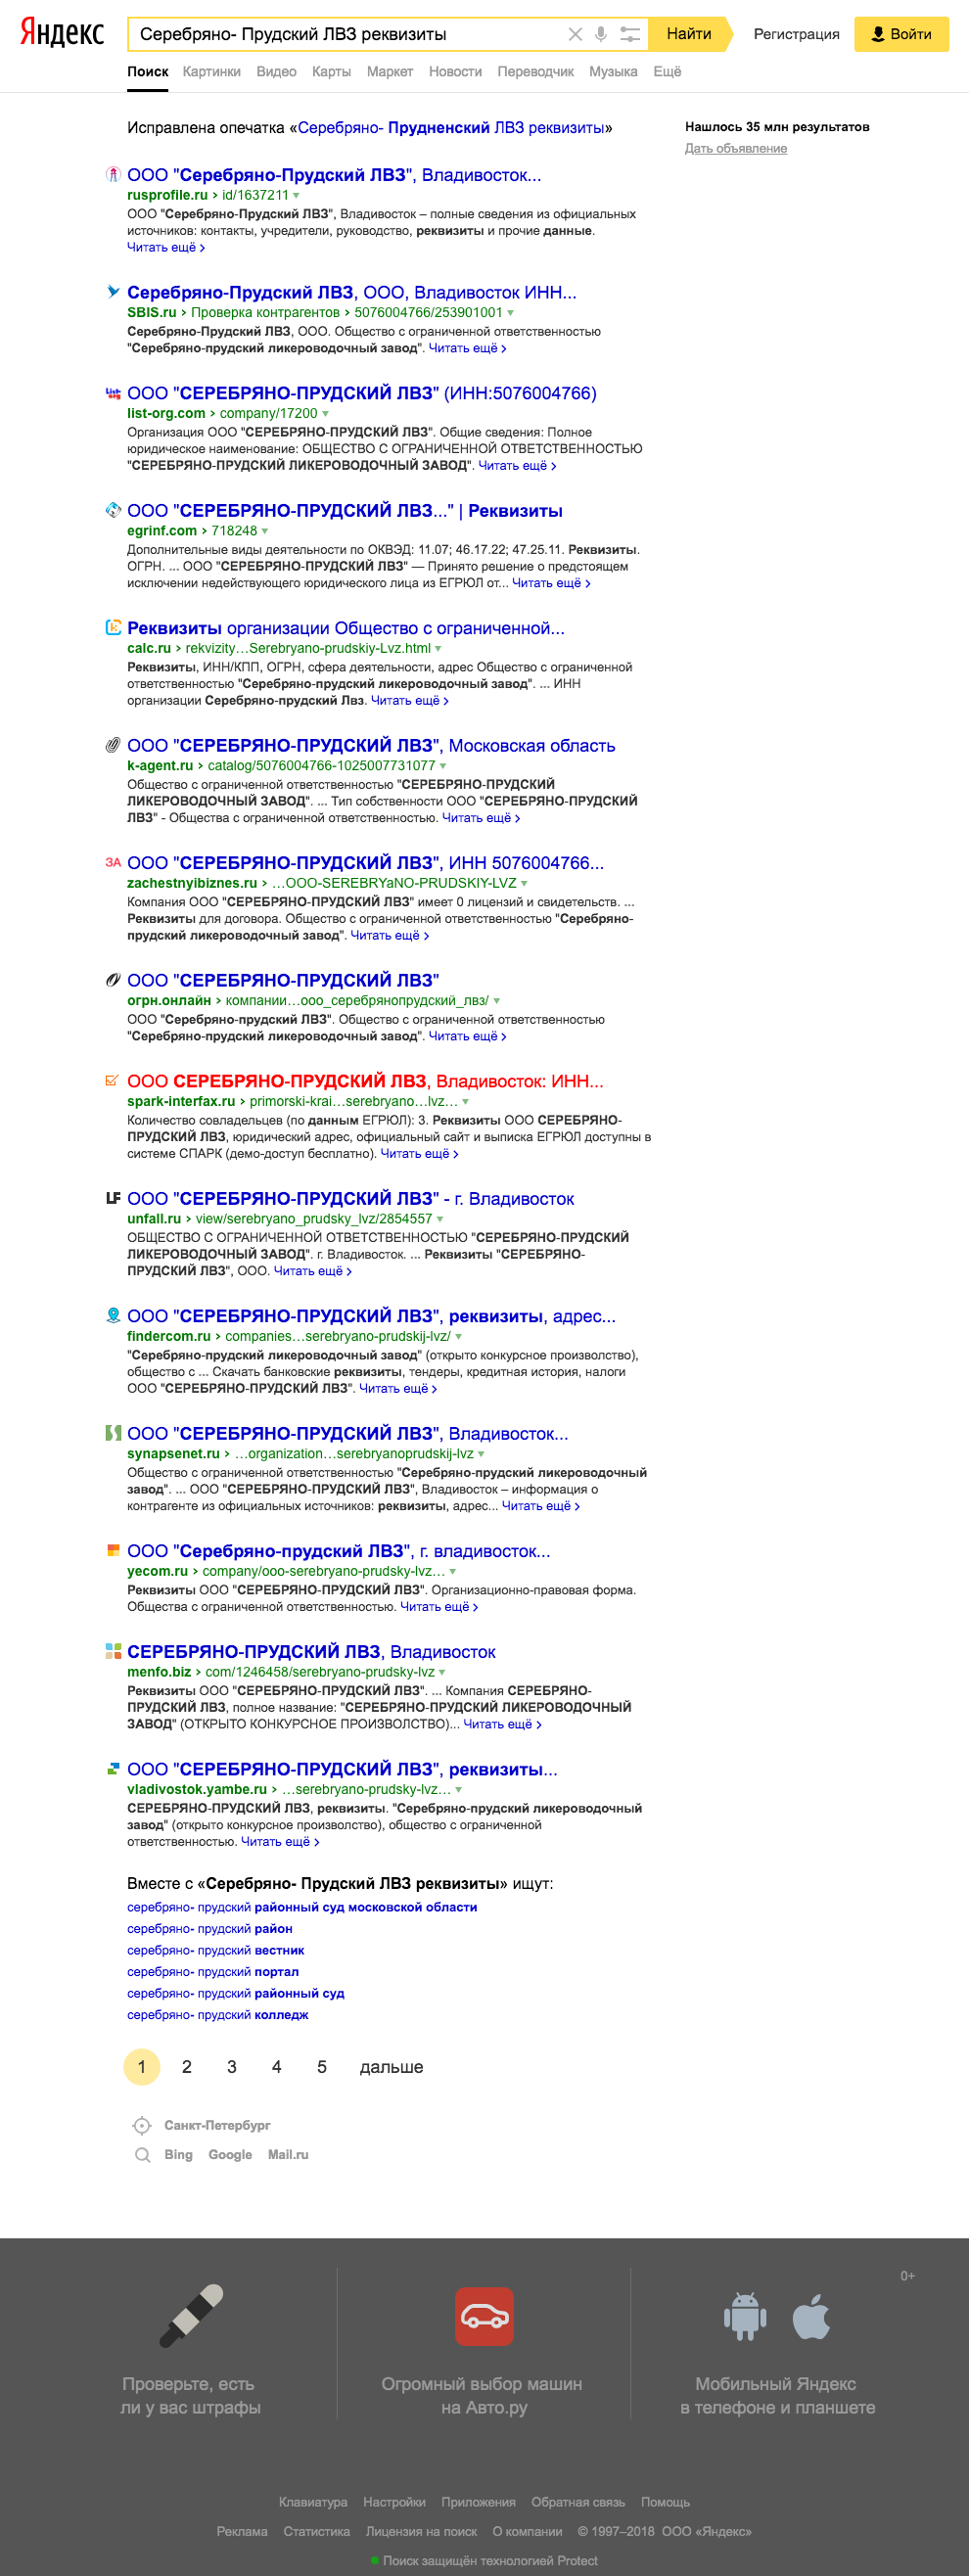 Яндекс
Серебряно- Прудский ЛВЗ реквизиты
Найти
Регистрация
Войти
Поиск Картинки Видео Карты Маркет Новости Переводчик Музыка Ещё
Исправлена опечатка «Серебряно- Прудненский ЛВЗ реквизиты»
Нашлось 35 млн результатов
Дать объявление
ООО "Серебряно-Прудский ЛВЗ", Владивосток...
rusprofile.ru › id/1637211
ООО "Серебряно-Прудский ЛВЗ", Владивосток – полные сведения из официальных
источников: контакты, учредители, руководство, реквизиты и прочие данные.
Читать ещё ›
Серебряно-Прудский ЛВЗ, ООО, Владивосток ИНН...
SBIS.ru › Проверка контрагентов › 5076004766/253901001
Серебряно-Прудский ЛВЗ, ООО. Общество с ограниченной ответственностью
"Серебряно-прудский ликероводочный завод". Читать ещё ›
ООО "СЕРЕБРЯНО-ПРУДСКИЙ ЛВЗ" (ИНН:5076004766)
list-org.com › company/17200
Организация ООО "СЕРЕБРЯНО-ПРУДСКИЙ ЛВЗ". Общие сведения: Полное
юридическое наименование: ОБЩЕСТВО С ОГРАНИЧЕННОЙ ОТВЕТСТВЕННОСТЬЮ
"СЕРЕБРЯНО-ПРУДСКИЙ ЛИКЕРОВОДОЧНЫЙ ЗАВОД". Читать ещё ›
ООО "СЕРЕБРЯНО-ПРУДСКИЙ ЛВЗ..." | Реквизиты
egrinf.com › 718248
Дополнительные виды деятельности по ОКВЭД: 11.07; 46.17.22; 47.25.11. Реквизиты.
ОГРН. ... ООО "СЕРЕБРЯНО-ПРУДСКИЙ ЛВЗ" — Принято решение о предстоящем
исключении недействующего юридического лица из ЕГРЮЛ от... Читать ещё ›
Реквизиты организации Общество с ограниченной...
calc.ru › rekvizity…Serebryano-prudskiy-Lvz.html
Реквизиты, ИНН/КПП, ОГРН, сфера деятельности, адрес Общество с ограниченной
ответственностью "Серебряно-прудский ликероводочный завод". ... ИНН
организации Серебряно-прудский Лвз. Читать ещё ›
ООО "СЕРЕБРЯНО-ПРУДСКИЙ ЛВЗ", Московская область
k-agent.ru › catalog/5076004766-1025007731077
Общество с ограниченной ответственностью "СЕРЕБРЯНО-ПРУДСКИЙ
ЛИКЕРОВОДОЧНЫЙ ЗАВОД". ... Тип собственности ООО "СЕРЕБРЯНО-ПРУДСКИЙ
ЛВЗ" - Общества с ограниченной ответственностью. Читать ещё ›
ЗА ООО "СЕРЕБРЯНО-ПРУДСКИЙ ЛВЗ", ИНН 5076004766...
zachestnyibiznes.ru › …OOO-SEREBRYaNO-PRUDSKIY-LVZ
Компания ООО "СЕРЕБРЯНО-ПРУДСКИЙ ЛВЗ" имеет 0 лицензий и свидетельств. ...
Реквизиты для договора. Общество с ограниченной ответственностью "Серебряно-
прудский ликероводочный завод". Читать ещё ›
ООО "СЕРЕБРЯНО-ПРУДСКИЙ ЛВЗ"
огрн.онлайн › компании…ооо_серебрянопрудский_лвз/
ООО "Серебряно-прудский ЛВЗ". Общество с ограниченной ответственностью
"Серебряно-прудский ликероводочный завод". Читать ещё ›
ООО СЕРЕБРЯНО-ПРУДСКИЙ ЛВЗ, Владивосток: ИНН...
spark-interfax.ru › primorski-krai…serebryano…lvz…
Количество совладельцев (по данным ЕГРЮЛ): 3. Реквизиты ООО СЕРЕБРЯНО-
ПРУДСКИЙ ЛВЗ, юридический адрес, официальный сайт и выписка ЕГРЮЛ доступны в
системе СПАРК (демо-доступ бесплатно). Читать ещё ›
LF ООО "СЕРЕБРЯНО-ПРУДСКИЙ ЛВЗ" - г. Владивосток
unfall.ru › view/serebryano_prudsky_lvz/2854557
ОБЩЕСТВО С ОГРАНИЧЕННОЙ ОТВЕТСТВЕННОСТЬЮ "СЕРЕБРЯНО-ПРУДСКИЙ
ЛИКЕРОВОДОЧНЫЙ ЗАВОД". г. Владивосток. ... Реквизиты "СЕРЕБРЯНО-
ПРУДСКИЙ ЛВЗ", ООО. Читать ещё ›
ООО "СЕРЕБРЯНО-ПРУДСКИЙ ЛВЗ", реквизиты, адрес...
findercom.ru › companies…serebryano-prudskij-lvz/
"Серебряно-прудский ликероводочный завод" (открыто конкурсное произволство),
общество с ... Скачать банковские реквизиты, тендеры, кредитная история, налоги
ООО "СЕРЕБРЯНО-ПРУДСКИЙ ЛВЗ". Читать ещё ›
ООО "СЕРЕБРЯНО-ПРУДСКИЙ ЛВЗ", Владивосток...
synapsenet.ru › …organization…serebryanoprudskij-lvz
Общество с ограниченной ответственностью "Серебряно-прудский ликероводочный
завод". ... ООО "СЕРЕБРЯНО-ПРУДСКИЙ ЛВЗ", Владивосток – информация о
контрагенте из официальных источников: реквизиты, адрес... Читать ещё ›
ООО "Серебряно-прудский ЛВЗ", г. владивосток...
yecom.ru › company/ooo-serebryano-prudsky-lvz…
Реквизиты ООО "СЕРЕБРЯНО-ПРУДСКИЙ ЛВЗ". Организационно-правовая форма.
Общества с ограниченной ответственностью. Читать ещё ›
СЕРЕБРЯНО-ПРУДСКИЙ ЛВЗ, Владивосток
menfo.biz › com/1246458/serebryano-prudsky-lvz
Реквизиты ООО "СЕРЕБРЯНО-ПРУДСКИЙ ЛВЗ". ... Компания СЕРЕБРЯНО-
ПРУДСКИЙ ЛВЗ, полное название: "СЕРЕБРЯНО-ПРУДСКИЙ ЛИКЕРОВОДОЧНЫЙ
ЗАВОД" (ОТКРЫТО КОНКУРСНОЕ ПРОИЗВОЛСТВО)... Читать ещё ›
ООО "СЕРЕБРЯНО-ПРУДСКИЙ ЛВЗ", реквизиты...
vladivostok.yambe.ru › …serebryano-prudsky-lvz…
СЕРЕБРЯНО-ПРУДСКИЙ ЛВЗ, реквизиты. "Серебряно-прудский ликероводочный
завод" (открыто конкурсное произволство), общество с ограниченной
ответственностью. Читать ещё ›
Вместе с «Серебряно- Прудский ЛВЗ реквизиты» ищут:
серебряно- прудский районный суд московской области
серебряно- прудский район
серебряно- прудский вестник
серебряно- прудский портал
серебряно- прудский районный суд
серебряно- прудский колледж
1 2 3 4 5 дальше
Санкт-Петербург
Bing Google Mail.ru
0+
Проверьте, есть
ли у вас штрафы
Огромный выбор машин
на Авто.ру
Мобильный Яндекс
в телефоне и планшете
Клавиатура Настройки Приложения Обратная связь Помощь
Реклама Статистика Лицензия на поиск О компании © 1997–2018 ООО «Яндекс»
Поиск защищён технологией Protect